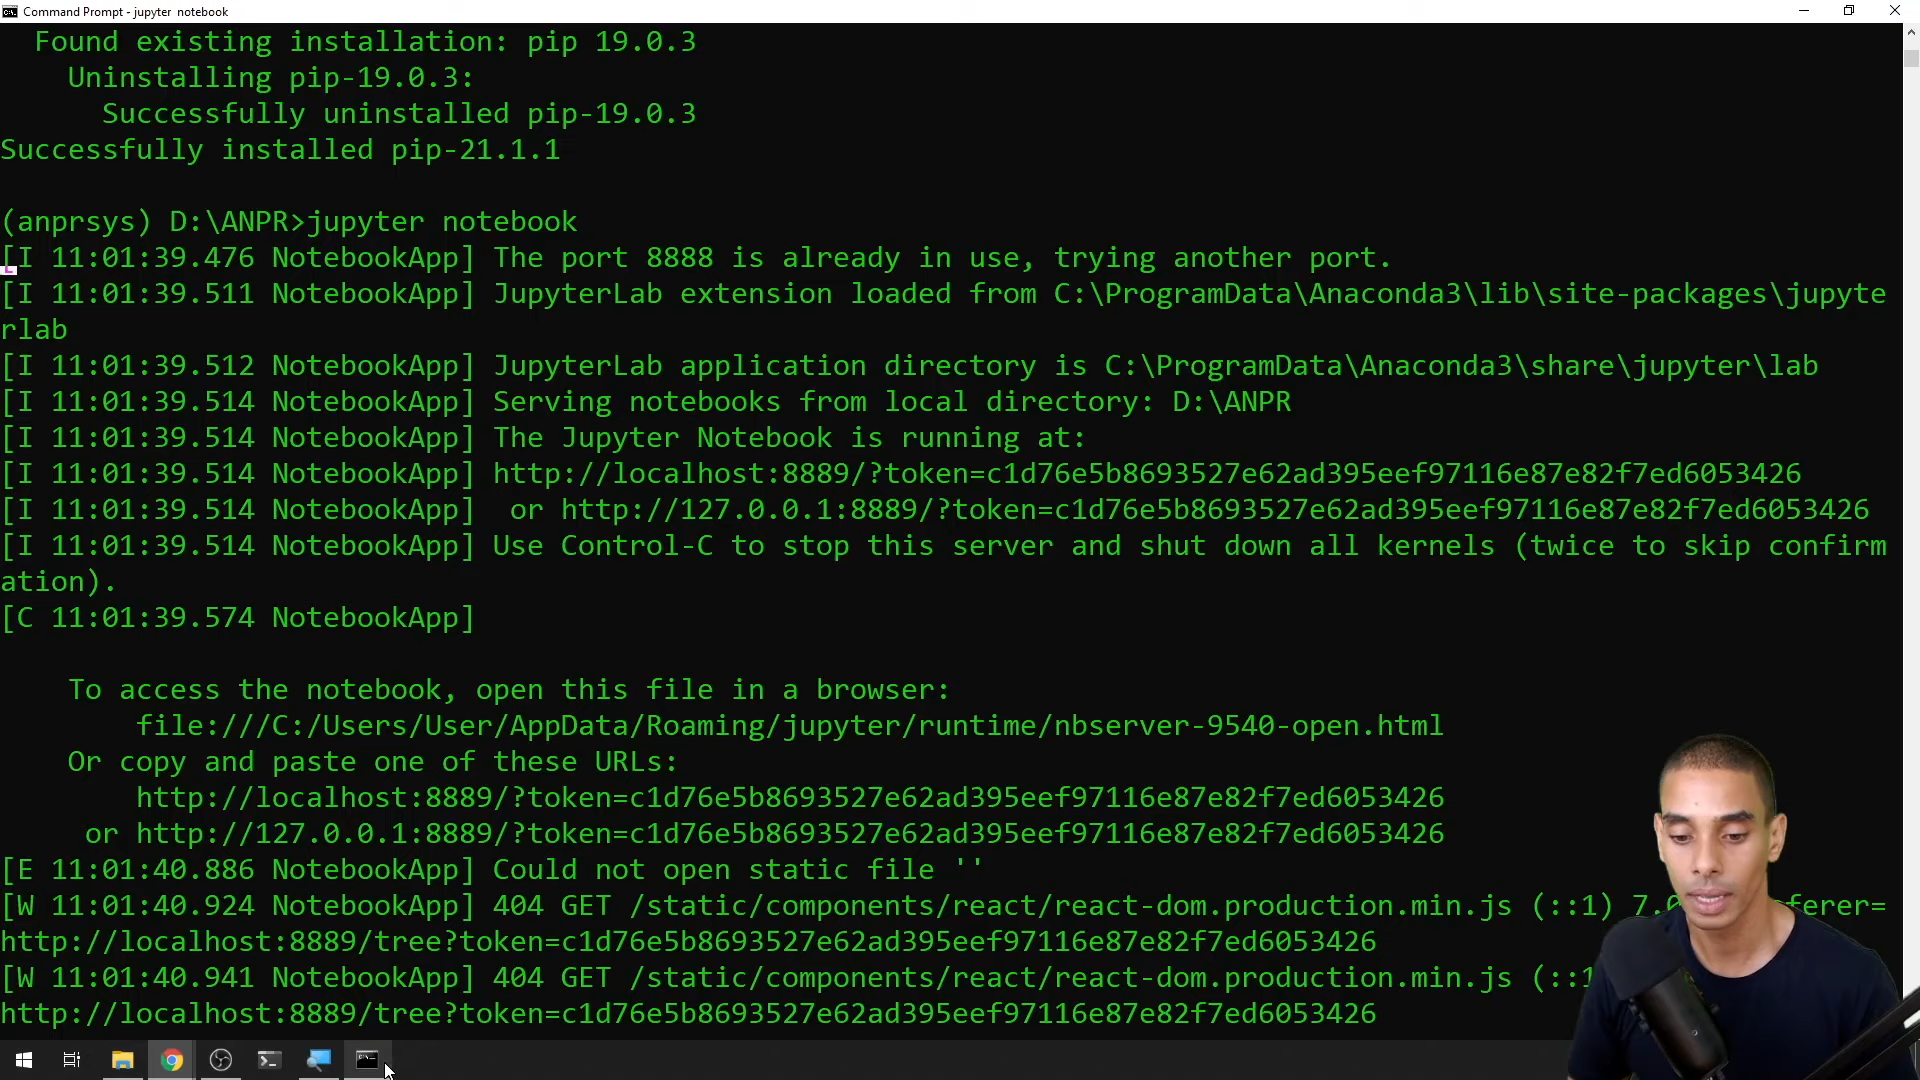 Command Prompt - jupyter  notebook
Found existing installation: pip 19.0.3
Uninstalling pip-19.0.3:
Successfully uninstalled pip-19.0.3
Successfully installed pip-21.1.1
(anprsys) D:\ANPR>jupyter notebook
[I 11:01:39.476 NotebookApp] The port 8888 is already in use, trying another port.
[I 11:01:39.511 NotebookApp] JupyterLab extension loaded from C:\ProgramData\Anaconda3\lib\site-packages\jupyte
rlab
[I 11:01:39.512 NotebookApp] JupyterLab application directory is C:\ProgramData\Anaconda3\share\jupyter\lab
[I 11:01:39.514 NotebookApp] Serving notebooks from local directory: D:\ANPR
[I 11:01:39.514 NotebookApp] The Jupyter Notebook is running at:
[I 11:01:39.514 NotebookApp] http://localhost:8889/?token=c1d76e5b8693527e62ad395eef97116e87e82f7ed6053426
[I 11:01:39.514 NotebookApp]  or http://127.0.0.1:8889/?token=c1d76e5b8693527e62ad395eef97116e87e82f7ed6053426
[I 11:01:39.514 NotebookApp] Use Control-C to stop this server and shut down all kernels (twice to skip confirm
ation).
[C 11:01:39.574 NotebookApp]
To access the notebook, open this file in a browser:
file:///C:/Users/User/AppData/Roaming/jupyter/runtime/nbserver-9540-open.html
Or copy and paste one of these URLs:
http://localhost:8889/?token=c1d76e5b8693527e62ad395eef97116e87e82f7ed6053426
or http://127.0.0.1:8889/?token=c1d76e5b8693527e62ad395eef97116e87e82f7ed6053426
[E 11:01:40.886 NotebookApp] Could not open static file ''
[W 11:01:40.924 NotebookApp] 404 GET /static/components/react/react-dom.production.min.js (::1)
http://localhost:8889/tree?token=c1d76e5b8693527e62ad395eef97116e87e82f7ed6053426
[W 11:01:40.941 NotebookApp] 404 GET /static/components/react/react-dom.production.min.js
http://localhost:8889/tree?token=c1d76e5b8693527e62ad395eef97116e87e82f7ed6053426